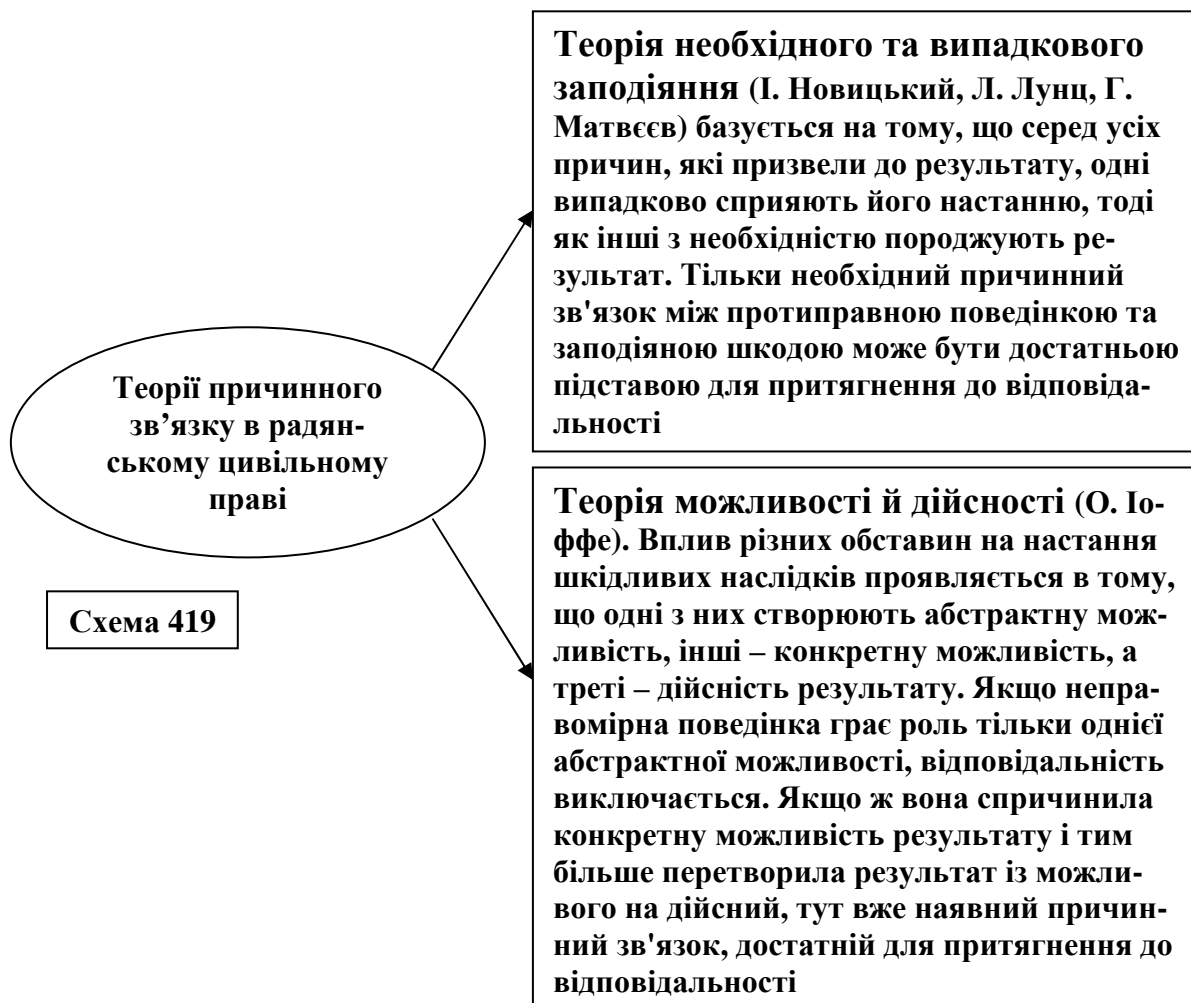 Теорія необхідного та випадкового
заподіяння (І. Новицький, Л. Лунц, Г.
Матвєєв) базується на тому, що серед усіх
причин, які призвели до результату, одні
випадково сприяють його настанню, тоді
як інші з необхідністю породжують ре-
зультат. Тільки необхідний причинний
зв'язок між протиправною поведінкою та
заподіяною шкодою може бути достатньою
підставою для притягнення до відповіда-
льності
Теорії причинного
зв’язку в радян-
ському цивільному
праві
Теорія можливості й дійсності (О. Іо-
ффе). Вплив різних обставин на настання
шкідливих наслідків проявляється в тому,
що одні з них створюють абстрактну мож-
ливість, інші – конкретну можливість, а
треті – дійсність результату. Якщо непра-
вомірна поведінка грає роль тільки однієї
абстрактної можливості, відповідальність
виключається. Якщо ж вона спричинила
конкретну можливість результату і тим
більше перетворила результат із можли-
вого на дійсний, тут вже наявний причин-
ний зв'язок, достатній для притягнення до
відповідальності
Схема 419